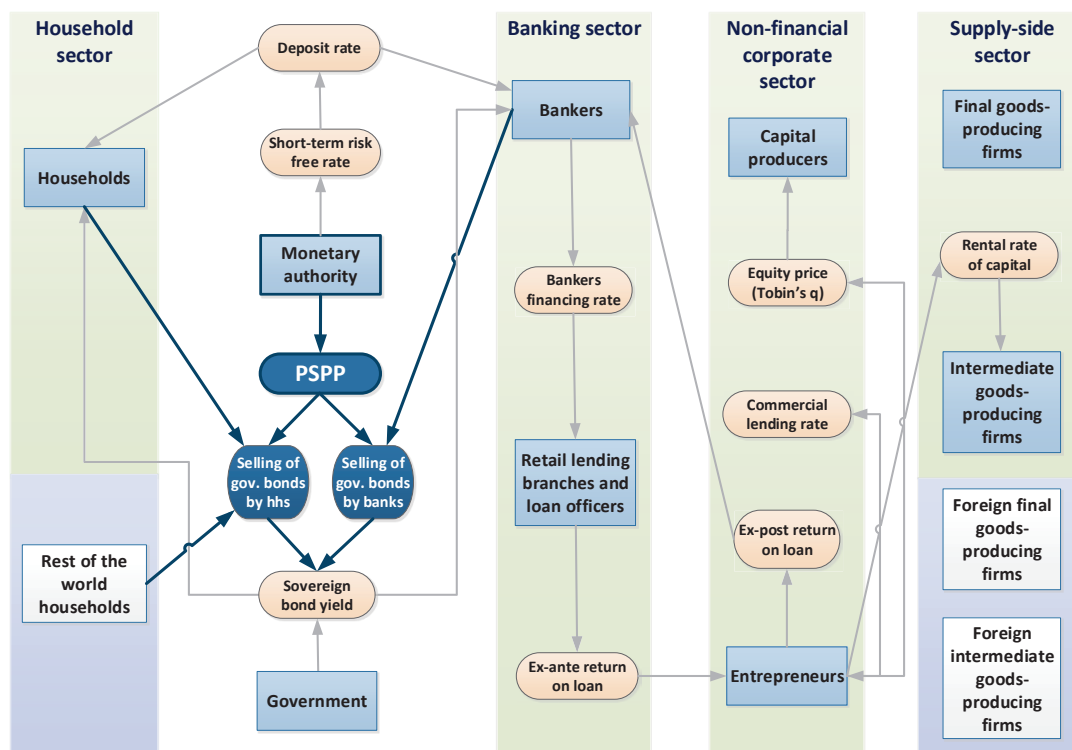 Household
sector
Deposit rate
Banking sector
Non-financial
corporate
sector
Supply-side
sector
Bankers
Final goods-
producing
firms
Short-term risk
free rate
Capital
producers
Households
Monetary
authority
Bankers
financing rate
Equity price
(Tobin's q)
Rental rate
of capital
PSPP
Commercial
lending rate
Intermediate
goods-
producing
firms
Selling of
gov. bonds
by hhs
Selling of
gov. bonds
by banks
Retail lending
branches and
loan officers
Rest of the
world
households
Sovereign
bond yield
Ex-post return
on loan
Foreign final
goods-
producing
firms
Government
Ex-ante return
on loan
Entrepreneurs
Foreign
intermediate
goods-
producing
firms